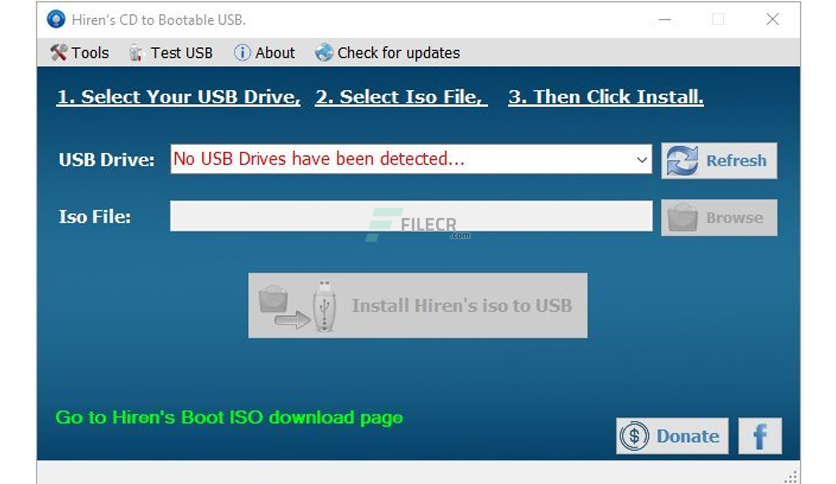 Hiren's CD to Bootable USB.
Tools Test USB About Check for updates
1. Select Your USB Drive, 2. Select Iso File, 3. Then Click Install.
USB Drive: No USB Drives have been detected... Refresh
Iso File: Browse
FILECR
.com
Install Hiren's iso to USB
Go to Hiren's Boot ISO download page
Donate f